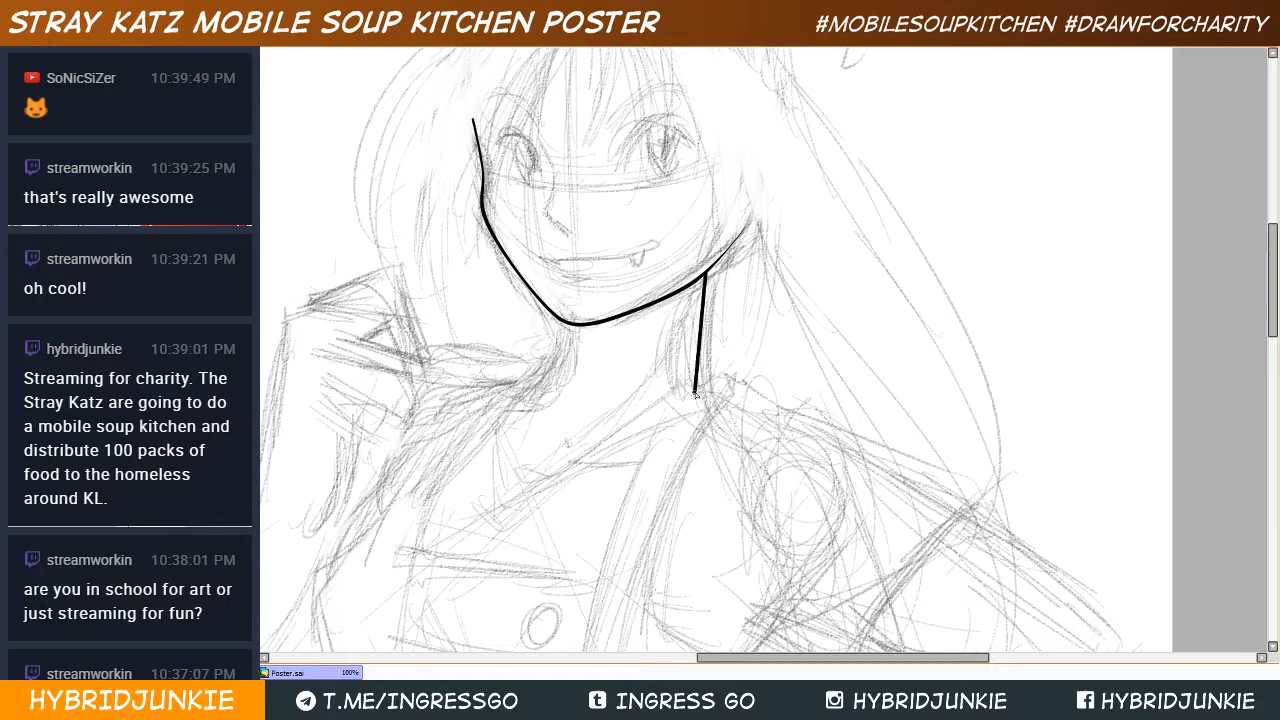 STRAY KATZ MOBILE SOUP KITCHEN POSTER
#MOBILESOUPKITCHEN #DRAWFORCHARITY
SoNicSiZer 10:39:49 PM
streamworkin 10:39:25 PM
that's really awesome
streamworkin 10:39:21 PM
oh cool!
hybridjunkie 10:39:01 PM
Streaming for charity. The
Stray Katz are going to do
a mobile soup kitchen and
distribute 100 packs of
food to the homeless
around KL.
streamworkin 10:38:01 PM
are you in school for art or
just streaming for fun?
streamworkin 10:37:07 PM
Poster.sai 100%
HYBRIDJUNKIE
T.ME/INGRESSGO
INGRESS GO
HYBRIDJUNKIE
HYBRIDJUNKIE